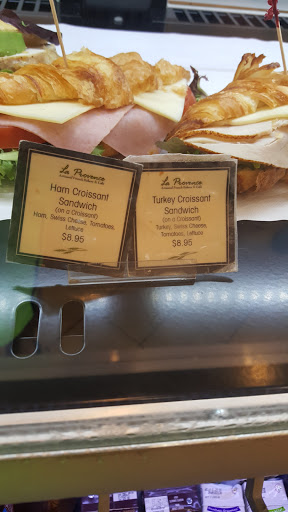 La Provence
Ham Croissant
Sandwich
(on a Croissant)
Ham, Swiss Cheese, Tomatoes,
Lettuce
$8.95
La Provence
Turkey Croissant
Sandwich
(on a Croissant)
Turkey, Swiss Cheese,
Tomatoes, Lettuce
$8.95